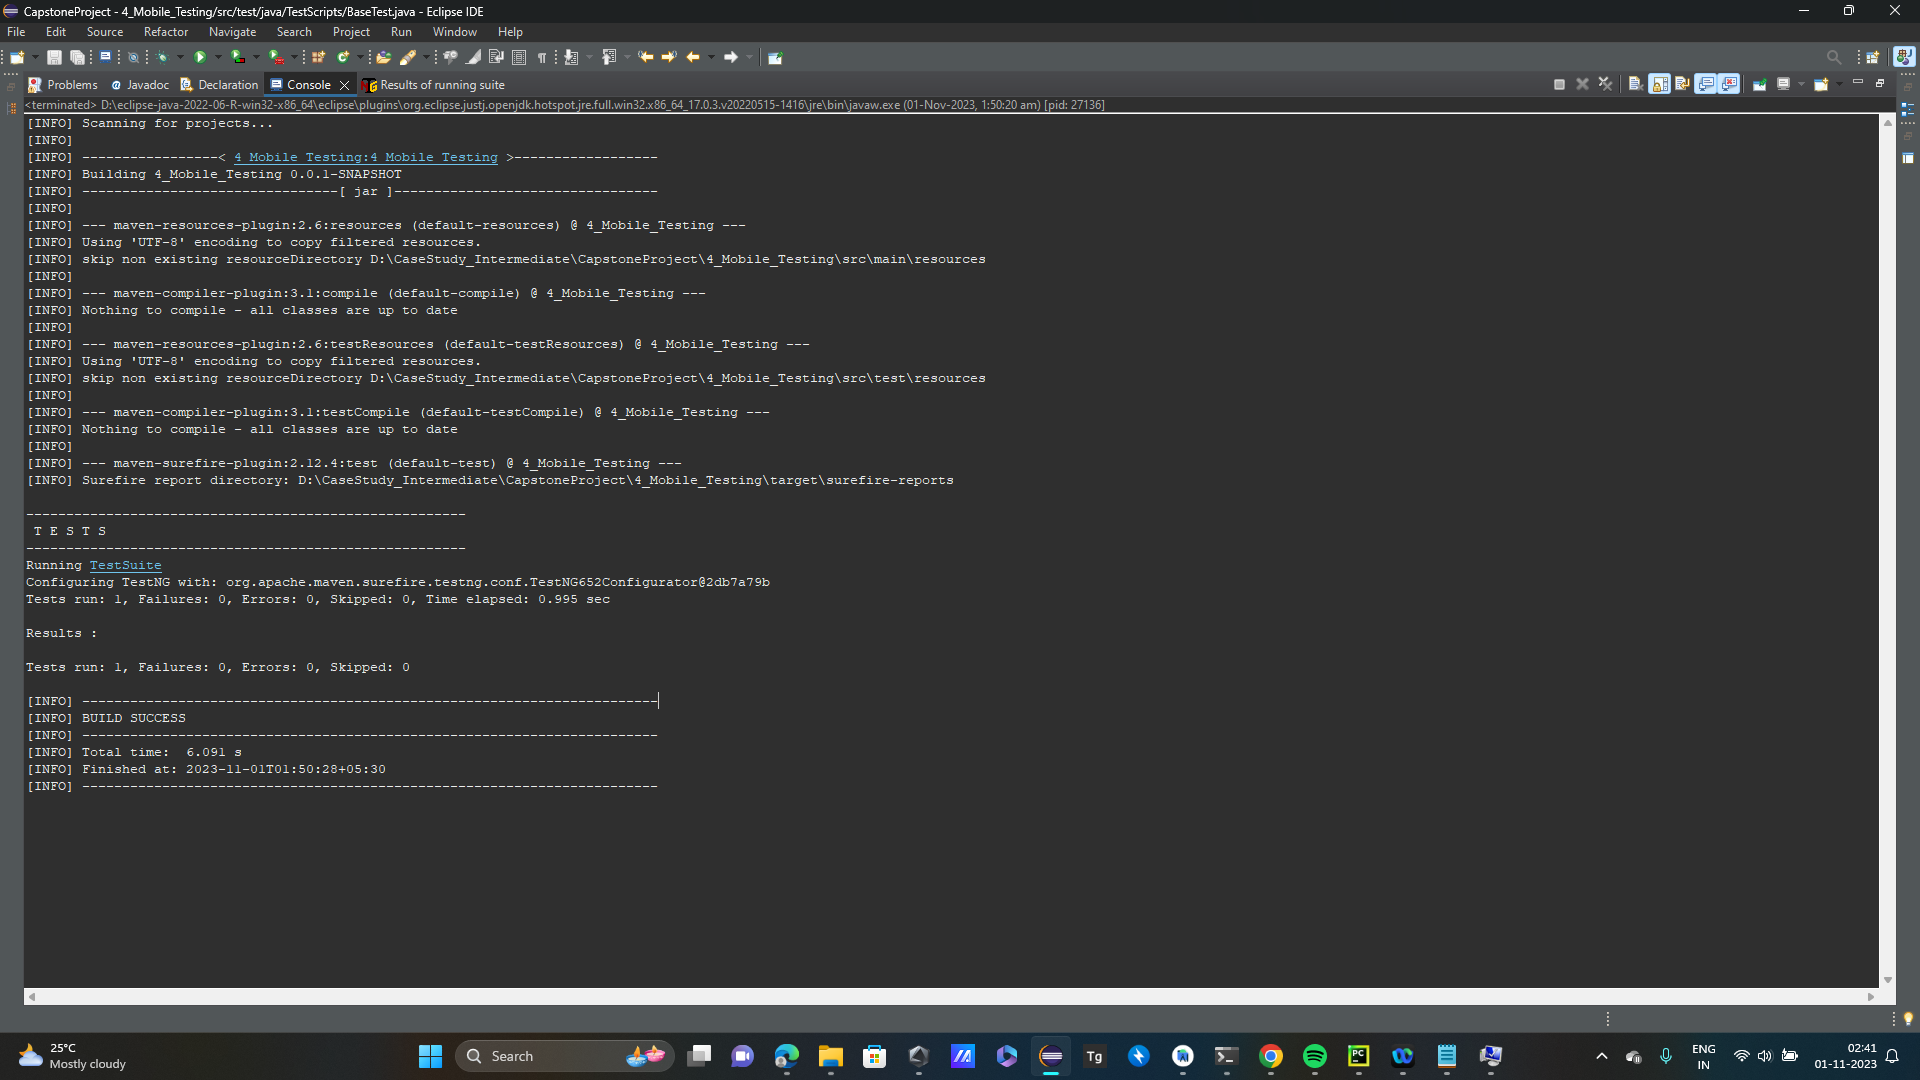 CapstoneProject - 4_Mobile_Testing/src/test/java/TestScripts/BaseTest.java - Eclipse IDE
File Edit Source Refactor Navigate Search Project Run Window Help
Problems @ Javadoc Declaration Console Results of running suite
<terminated> D:\eclipse-java-2022-06-R-win32-x86_64\eclipse\plugins\org.eclipse.justj.openjdk.hotspot.jre.full.win32.x86_64_17.0.3.v20220515-1416\jre\bin\javaw.exe (01-Nov-2023, 1:50:20 am) [pid: 27136]
[INFO] Scanning for projects...
[INFO]
[INFO] -----------------< 4_Mobile_Testing:4_Mobile_Testing >------------------
[INFO] Building 4_Mobile_Testing 0.0.1-SNAPSHOT
[INFO] --------------------------------[ jar ]---------------------------------
[INFO]
[INFO] --- maven-resources-plugin:2.6:resources (default-resources) @ 4_Mobile_Testing ---
[INFO] Using 'UTF-8' encoding to copy filtered resources.
[INFO] skip non existing resourceDirectory D:\CaseStudy_Intermediate\CapstoneProject\4_Mobile_Testing\src\main\resources
[INFO]
[INFO] --- maven-compiler-plugin:3.1:compile (default-compile) @ 4_Mobile_Testing ---
[INFO] Nothing to compile - all classes are up to date
[INFO]
[INFO] --- maven-resources-plugin:2.6:testResources (default-testResources) @ 4_Mobile_Testing ---
[INFO] Using 'UTF-8' encoding to copy filtered resources.
[INFO] skip non existing resourceDirectory D:\CaseStudy_Intermediate\CapstoneProject\4_Mobile_Testing\src\test\resources
[INFO]
[INFO] --- maven-compiler-plugin:3.1:testCompile (default-testCompile) @ 4_Mobile_Testing ---
[INFO] Nothing to compile - all classes are up to date
[INFO]
[INFO] --- maven-surefire-plugin:2.12.4:test (default-test) @ 4_Mobile_Testing ---
[INFO] Surefire report directory: D:\CaseStudy_Intermediate\CapstoneProject\4_Mobile_Testing\target\surefire-reports
-------------------------------------------------------
T E S T S
-------------------------------------------------------
Running TestSuite
Configuring TestNG with: org.apache.maven.surefire.testng.conf.TestNG652Configurator@2db7a79b
Tests run: 1, Failures: 0, Errors: 0, Skipped: 0, Time elapsed: 0.995 sec
Results :
Tests run: 1, Failures: 0, Errors: 0, Skipped: 0
[INFO] ------------------------------------------------------------------------
[INFO] BUILD SUCCESS
[INFO] ------------------------------------------------------------------------
[INFO] Total time:  6.091 s
[INFO] Finished at: 2023-11-01T01:50:28+05:30
[INFO] ------------------------------------------------------------------------
25°C
Mostly cloudy
Search
Tg
PC
ENG
IN
02:41
01-11-2023